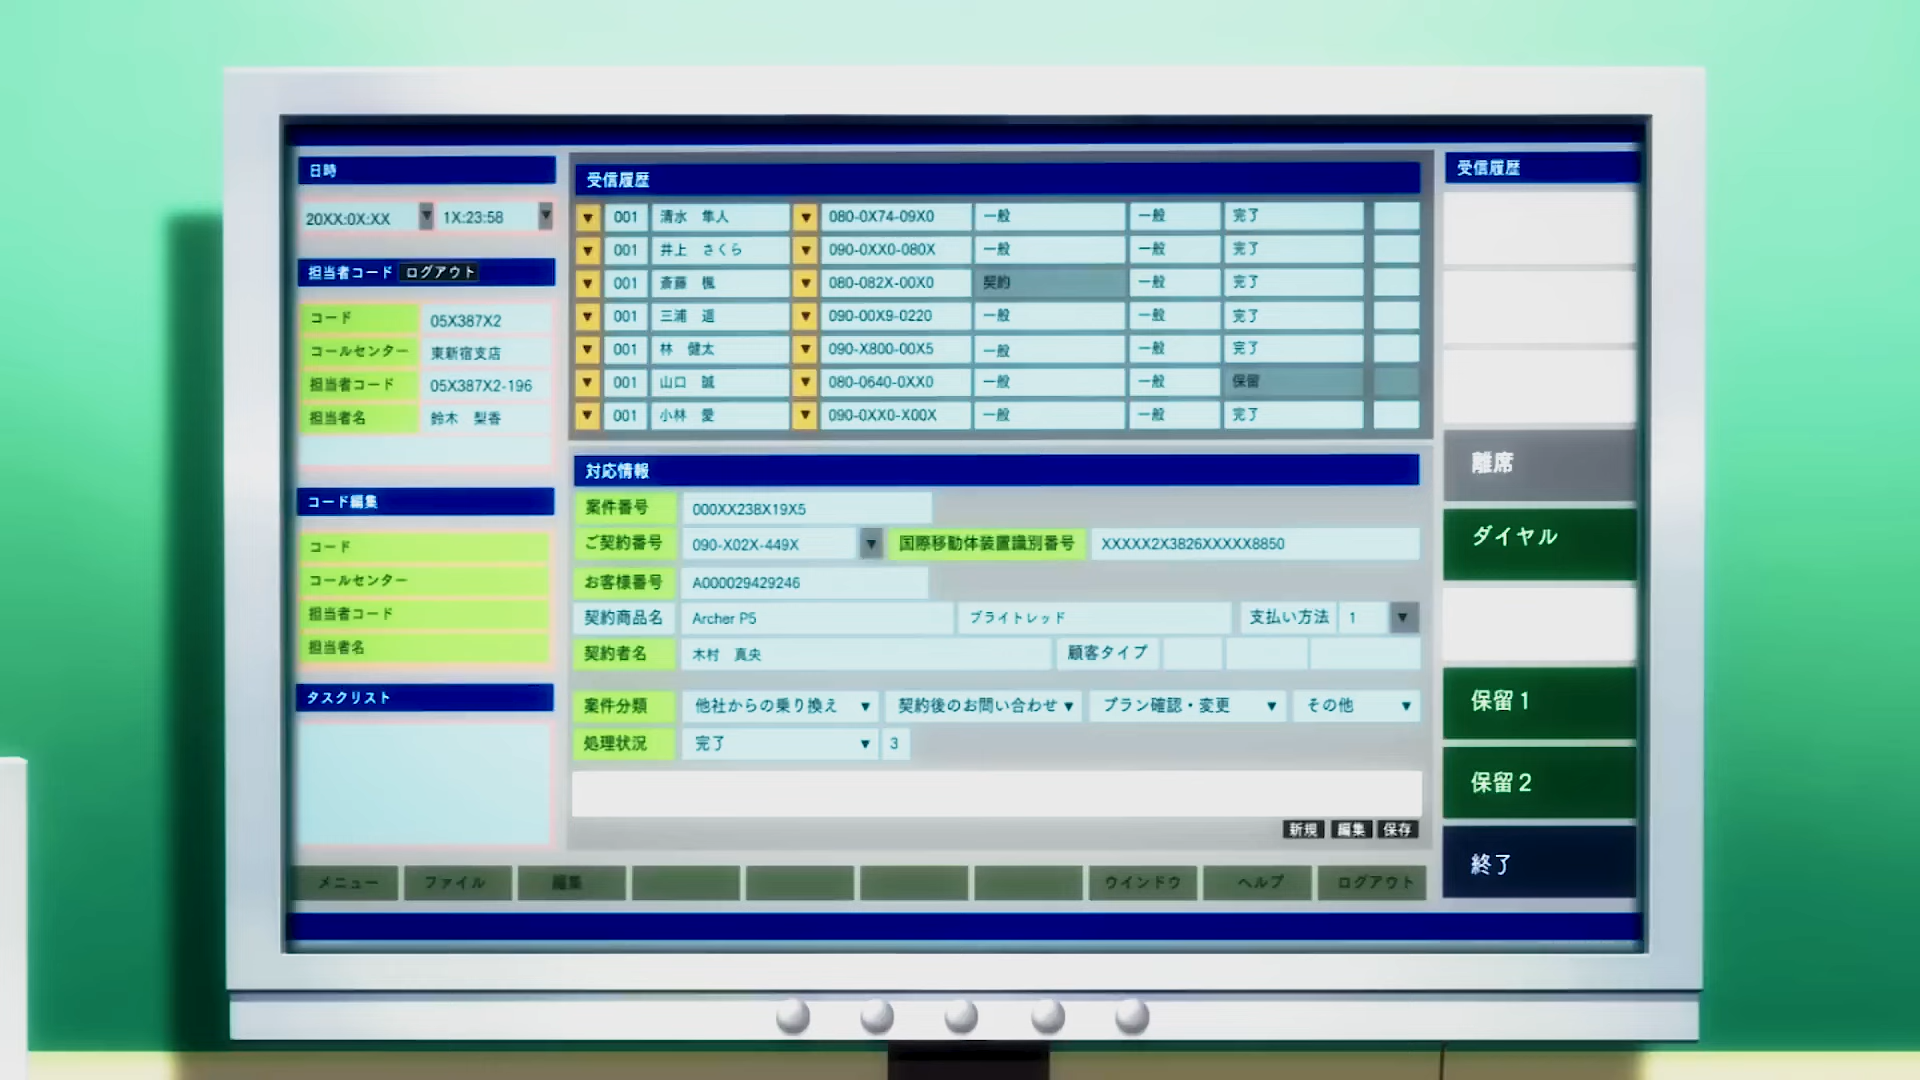 日時
20XX:0X:XX 1X:23:58
担当者コード ログアウト
コード 05X387X2
コールセンター 東新宿支店
担当者コード 05X387X2-196
担当者名 鈴木 梨香
コード編集
コード
コールセンター
担当者コード
担当者名
タスクリスト
受信履歴
001 清水 隼人 080-0X74-09X0 一般 一般 完了
001 井上 さくら 090-0XX0-080X 一般 一般 完了
001 斎藤 楓 080-082X-00X0 契約 一般 完了
001 三浦 遥 090-00X9-0220 一般 一般 完了
001 林 健太 090-X800-00X5 一般 一般 完了
001 山口 誠 080-0640-0XX0 一般 一般 保留
001 小林 愛 090-0XX0-X00X 一般 一般 完了
対応情報
案件番号 000XX238X19X5
ご契約番号 090-X02X-449X 国際移動体装置識別番号 XXXXX2X3826XXXXX8850
お客様番号 A000029429246
契約商品名 Archer P5 ブライトレッド 支払い方法 1
契約者名 木村 真央 顧客タイプ
案件分類 他社からの乗り換え 契約後のお問い合わせ プラン確認・変更 その他
処理状況 完了 3
新規 編集 保存
受信履歴
離席
ダイヤル
保留1
保留2
終了
メニュー ファイル 編集 ウインドウ ヘルプ ログアウト